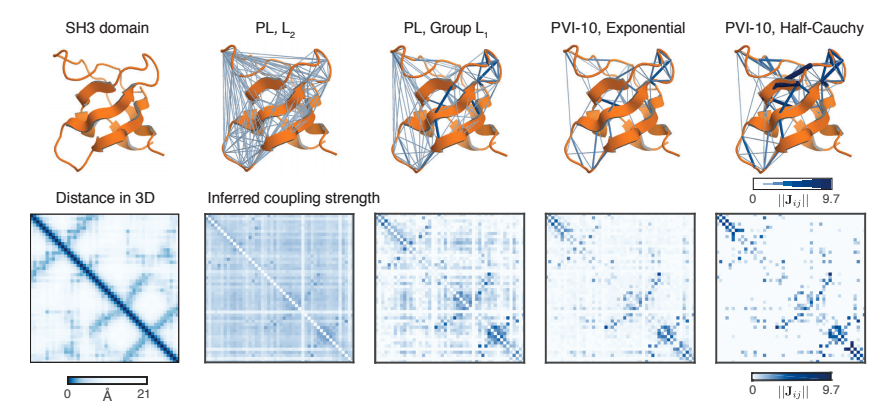 SH3 domain
PL, L2
PL, Group L1
PVI-10, Exponential
PVI-10, Half-Cauchy
0 ||Jij|| 9.7
Distance in 3D
Inferred coupling strength
0 Å 21
0 ||Jij|| 9.7